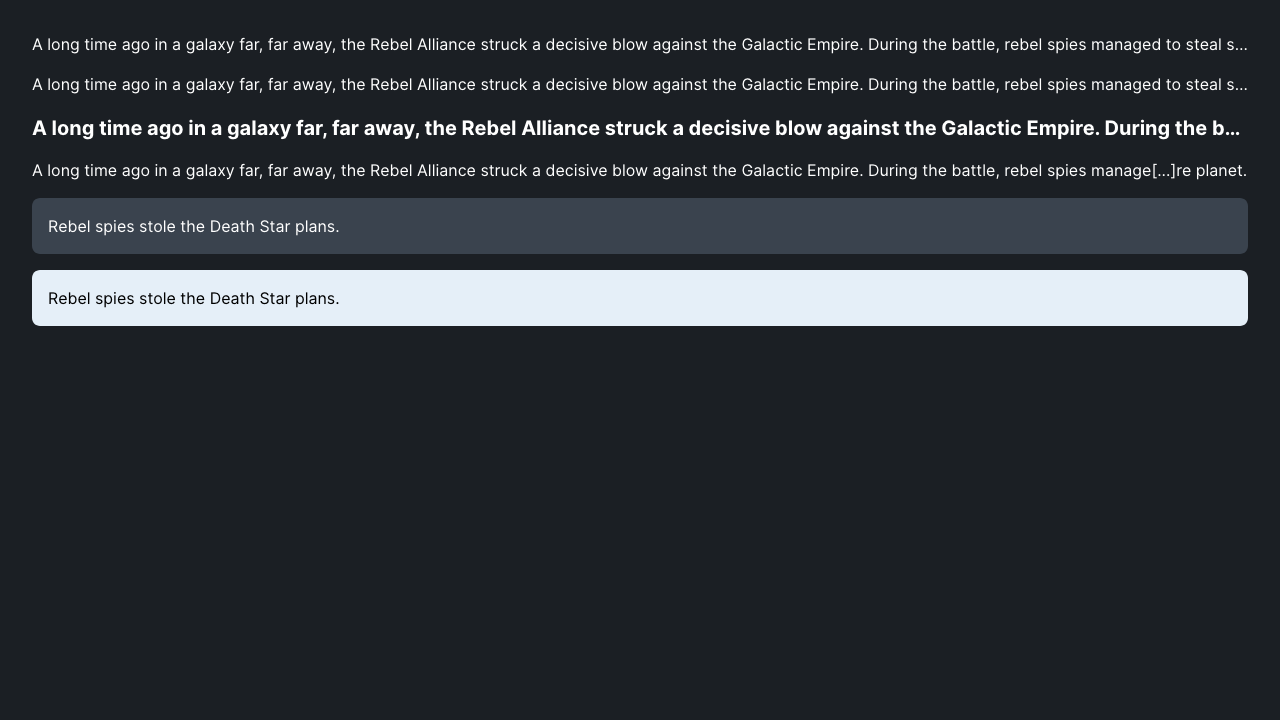 A long time ago in a galaxy far, far away, the Rebel Alliance struck a decisive blow against the Galactic Empire. During the battle, rebel spies managed to steal s…
A long time ago in a galaxy far, far away, the Rebel Alliance struck a decisive blow against the Galactic Empire. During the battle, rebel spies managed to steal s…
A long time ago in a galaxy far, far away, the Rebel Alliance struck a decisive blow against the Galactic Empire. During the b…
A long time ago in a galaxy far, far away, the Rebel Alliance struck a decisive blow against the Galactic Empire. During the battle, rebel spies manage[…]re planet.
Rebel spies stole the Death Star plans.
Rebel spies stole the Death Star plans.